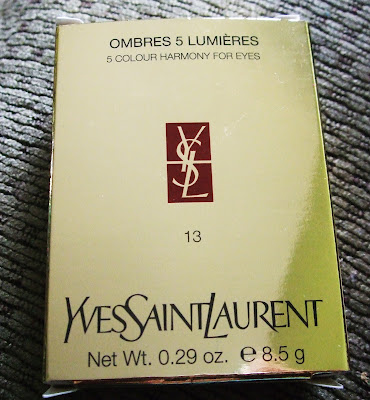 OMBRES 5 LUMIÈRES
5 COLOUR HARMONY FOR EYES
YSL
13
YVESSAINTLAURENT
Net Wt. 0.29 oz. ℮ 8.5 g